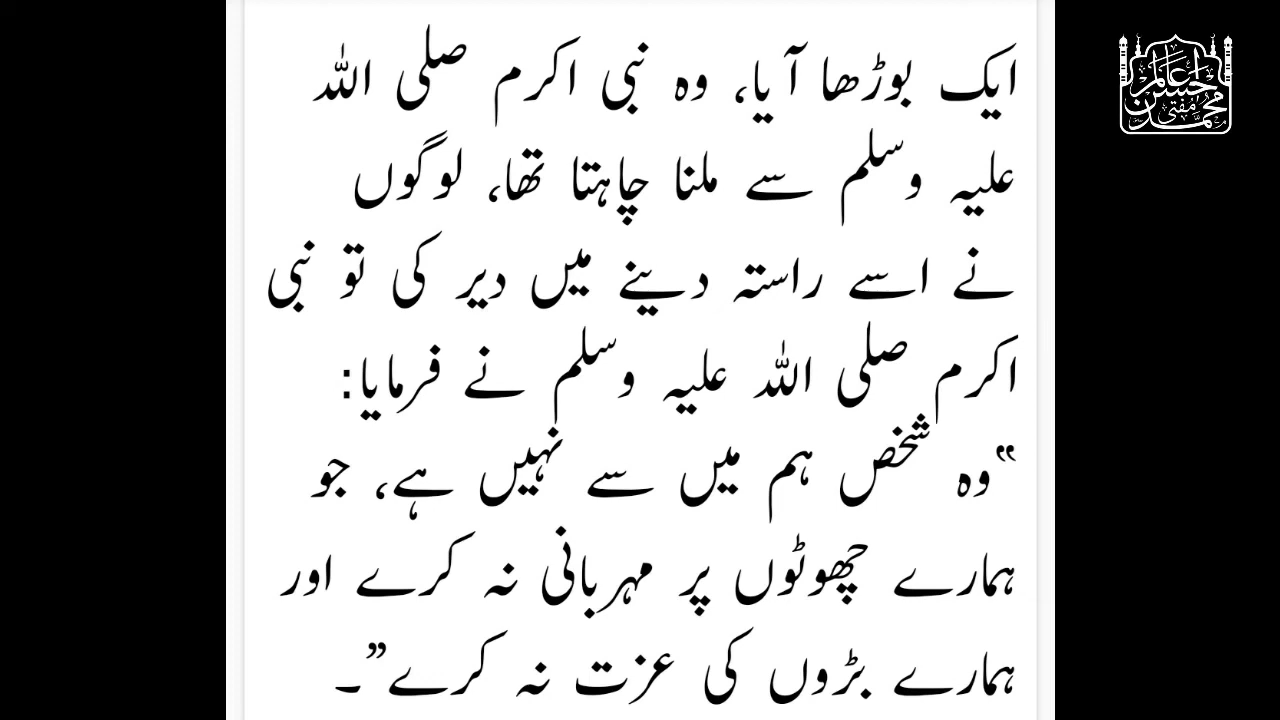 ایک بوڑھا آیا، وہ نبی اکرم صلی اللہ
علیہ وسلم سے ملنا چاہتا تھا، لوگوں
نے اسے راستہ دینے میں دیر کی تو نبی
اکرم صلی اللہ علیہ وسلم نے فرمایا:
”وہ شخص ہم میں سے نہیں ہے، جو
ہمارے چھوٹوں پر مہربانی نہ کرے اور
ہمارے بڑوں کی عزت نہ کرے”۔
مفتی
محمد